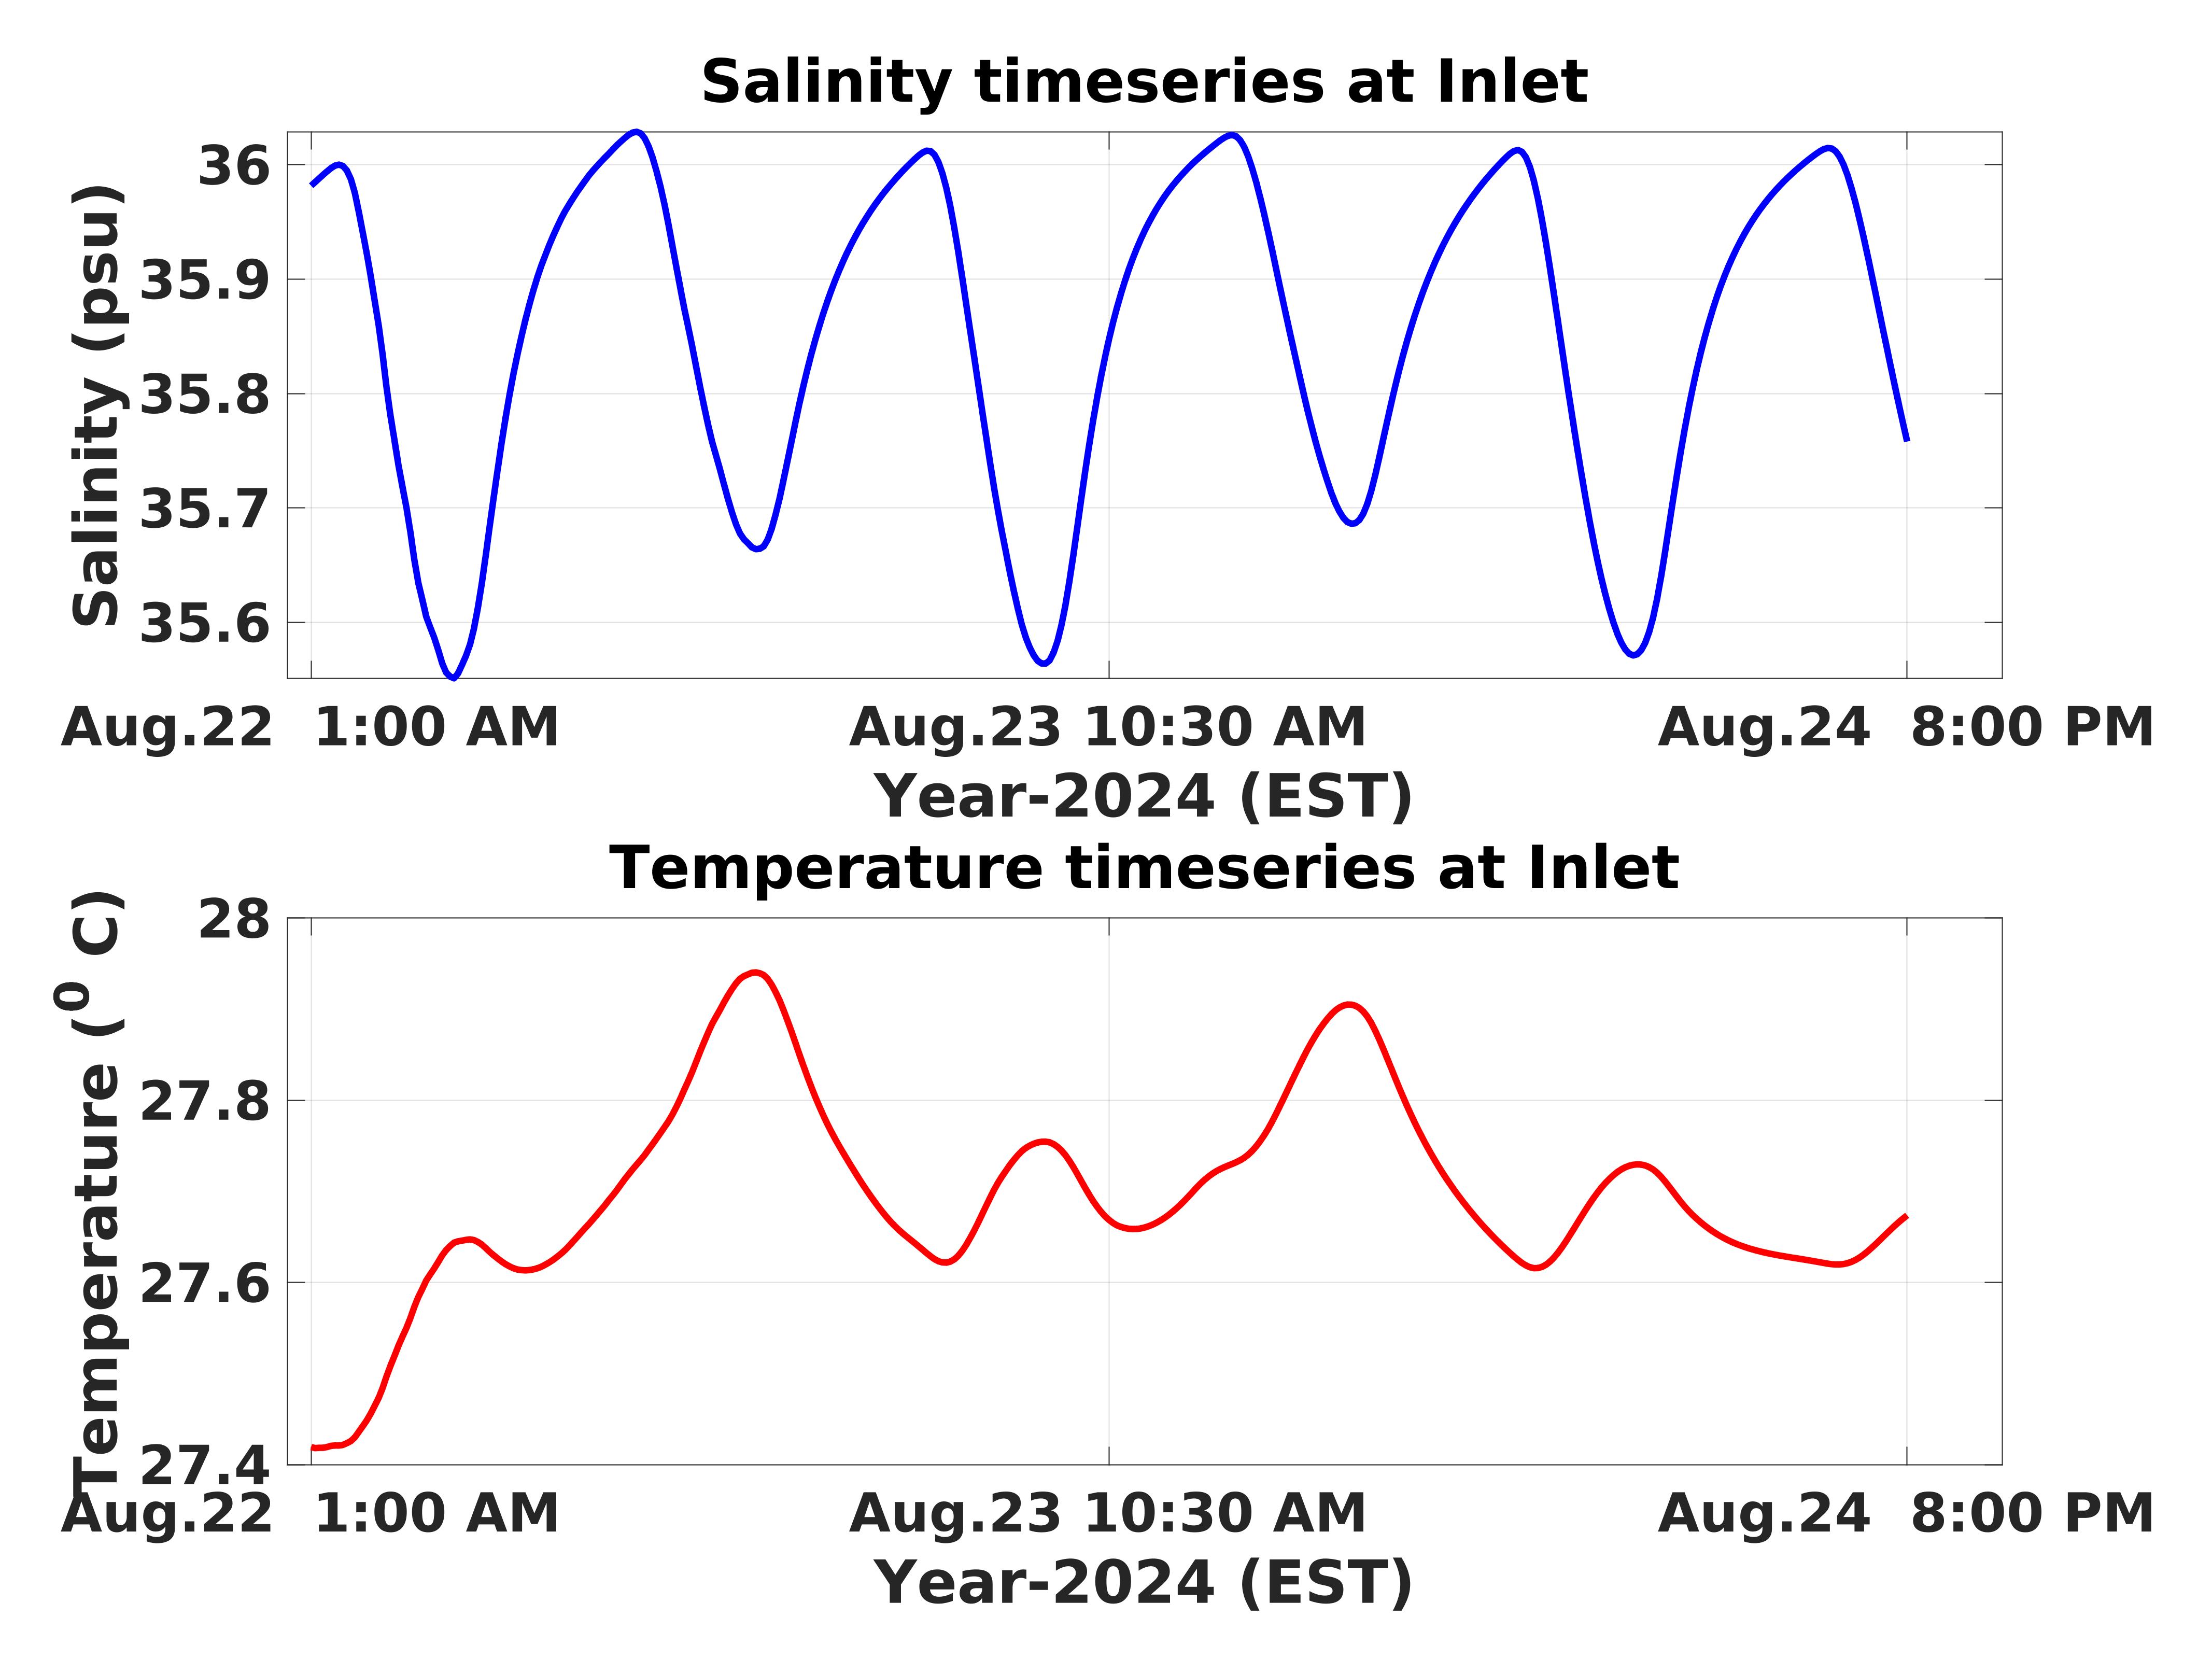 Salinity timeseries at Inlet
Salinity (psu)
36
35.9
35.8
35.7
35.6
Aug.22  1:00 AM
Aug.23 10:30 AM
Aug.24  8:00 PM
Year-2024 (EST)
Temperature timeseries at Inlet
Temperature (⁰ C)
28
27.8
27.6
27.4
Aug.22  1:00 AM
Aug.23 10:30 AM
Aug.24  8:00 PM
Year-2024 (EST)